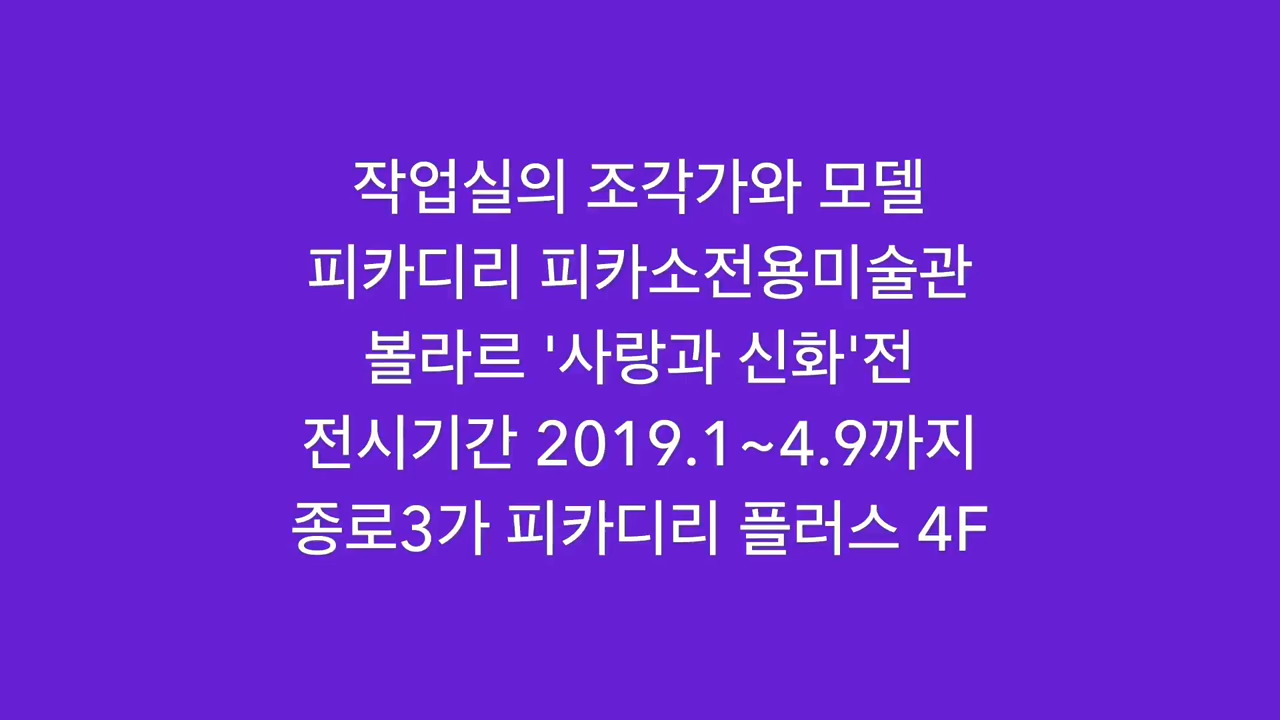 작업실의 조각가와 모델
피카디리 피카소전용미술관
볼라르 '사랑과 신화'전
전시기간 2019.1~4.9까지
종로3가 피카디리 플러스 4F